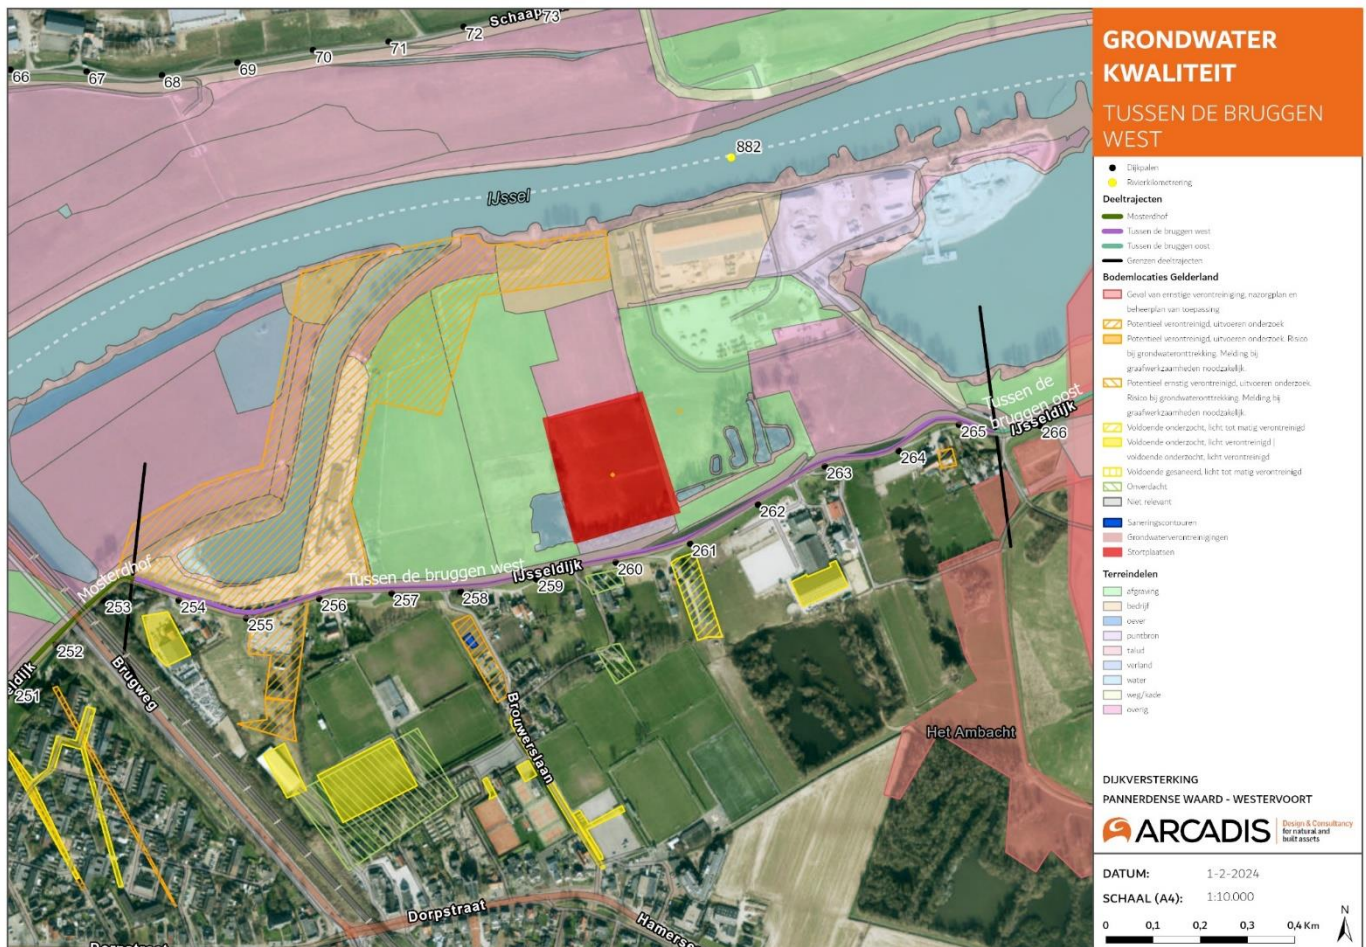 Schaap
73
72
71
70
69
68
67
66
882
IJssel
Tussen de
bruggen oost
IJsseldijk
265
266
264
263
262
261
Mosterdhof
Tussen de bruggen west
IJsseldijk
260
259
258
257
256
255
254
253
252
eldijk
251
Brugweg
Brouwerslaan
Het Ambacht
Dorpstraat
Hamerse
Dorpstraat
GRONDWATER
KWALITEIT
TUSSEN DE BRUGGEN
WEST
Dijkpalen
Rivierkilometrering
Deeltrajecten
Mosterdhof
Tussen de bruggen west
Tussen de bruggen oost
Grenzen deeltrajecten
Bodemlocaties Gelderland
Geval van ernstige verontreiniging, nazorgplan en
beheerplan van toepassing
Potentieel verontreinigd, uitvoeren onderzoek
Potentieel verontreinigd, uitvoeren onderzoek. Risico
bij grondwateronttrekking. Melding bij
graafwerkzaamheden noodzakelijk.
Potentieel ernstig verontreinigd, uitvoeren onderzoek.
Risico bij grondwateronttrekking. Melding bij
graafwerkzaamheden noodzakelijk.
Voldoende onderzocht, licht tot matig verontreinigd
Voldoende onderzocht, licht verontreinigd |
voldoende onderzocht, licht verontreinigd
Voldoende gesaneerd, licht tot matig verontreinigd
Onverdacht
Niet relevant
Saneringscontouren
Grondwaterverontreinigingen
Stortplaatsen
Terreindelen
afgraving
bedrijf
oever
puntbron
talud
verland
water
weg/kade
overig
DIJKVERSTERKING
PANNERDENSE WAARD - WESTERVOORT
ARCADIS
Design & Consultancy
for natural and
built assets
DATUM: 1-2-2024
SCHAAL (A4): 1:10.000
N
0 0,1 0,2 0,3 0,4 Km